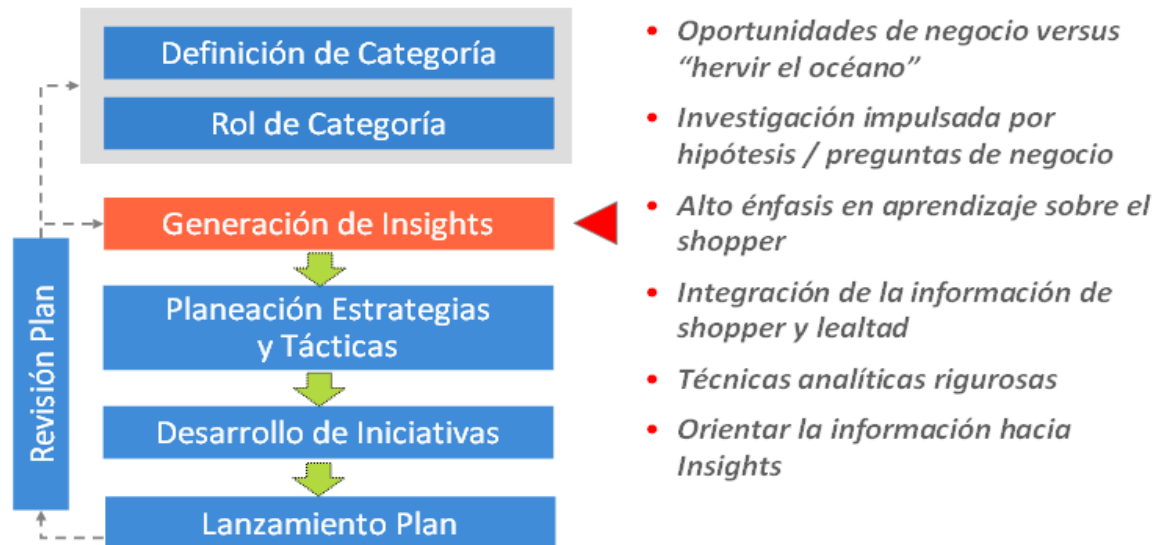 Definición de Categoría
Rol de Categoría
Generación de Insights
Planeación Estrategias
y Tácticas
Desarrollo de Iniciativas
Lanzamiento Plan
Revisión Plan
• Oportunidades de negocio versus
“hervir el océano”
• Investigación impulsada por
hipótesis / preguntas de negocio
• Alto énfasis en aprendizaje sobre el
shopper
• Integración de la información de
shopper y lealtad
• Técnicas analíticas rigurosas
• Orientar la información hacia
Insights